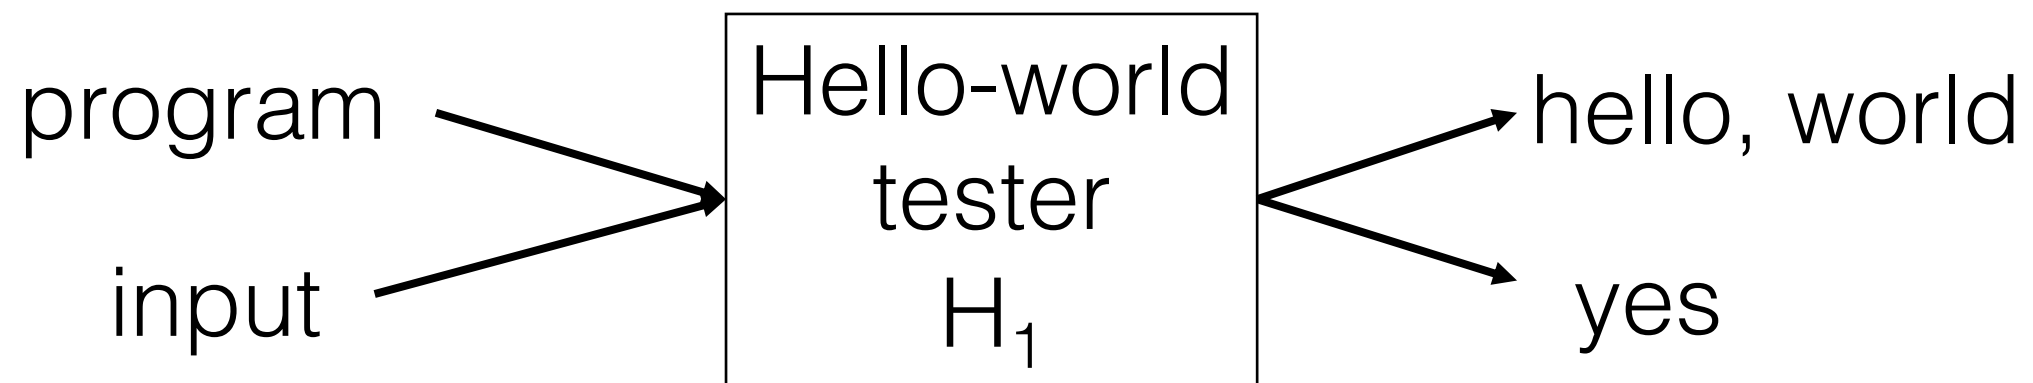 program
input
Hello-world
tester
H₁
hello, world
yes